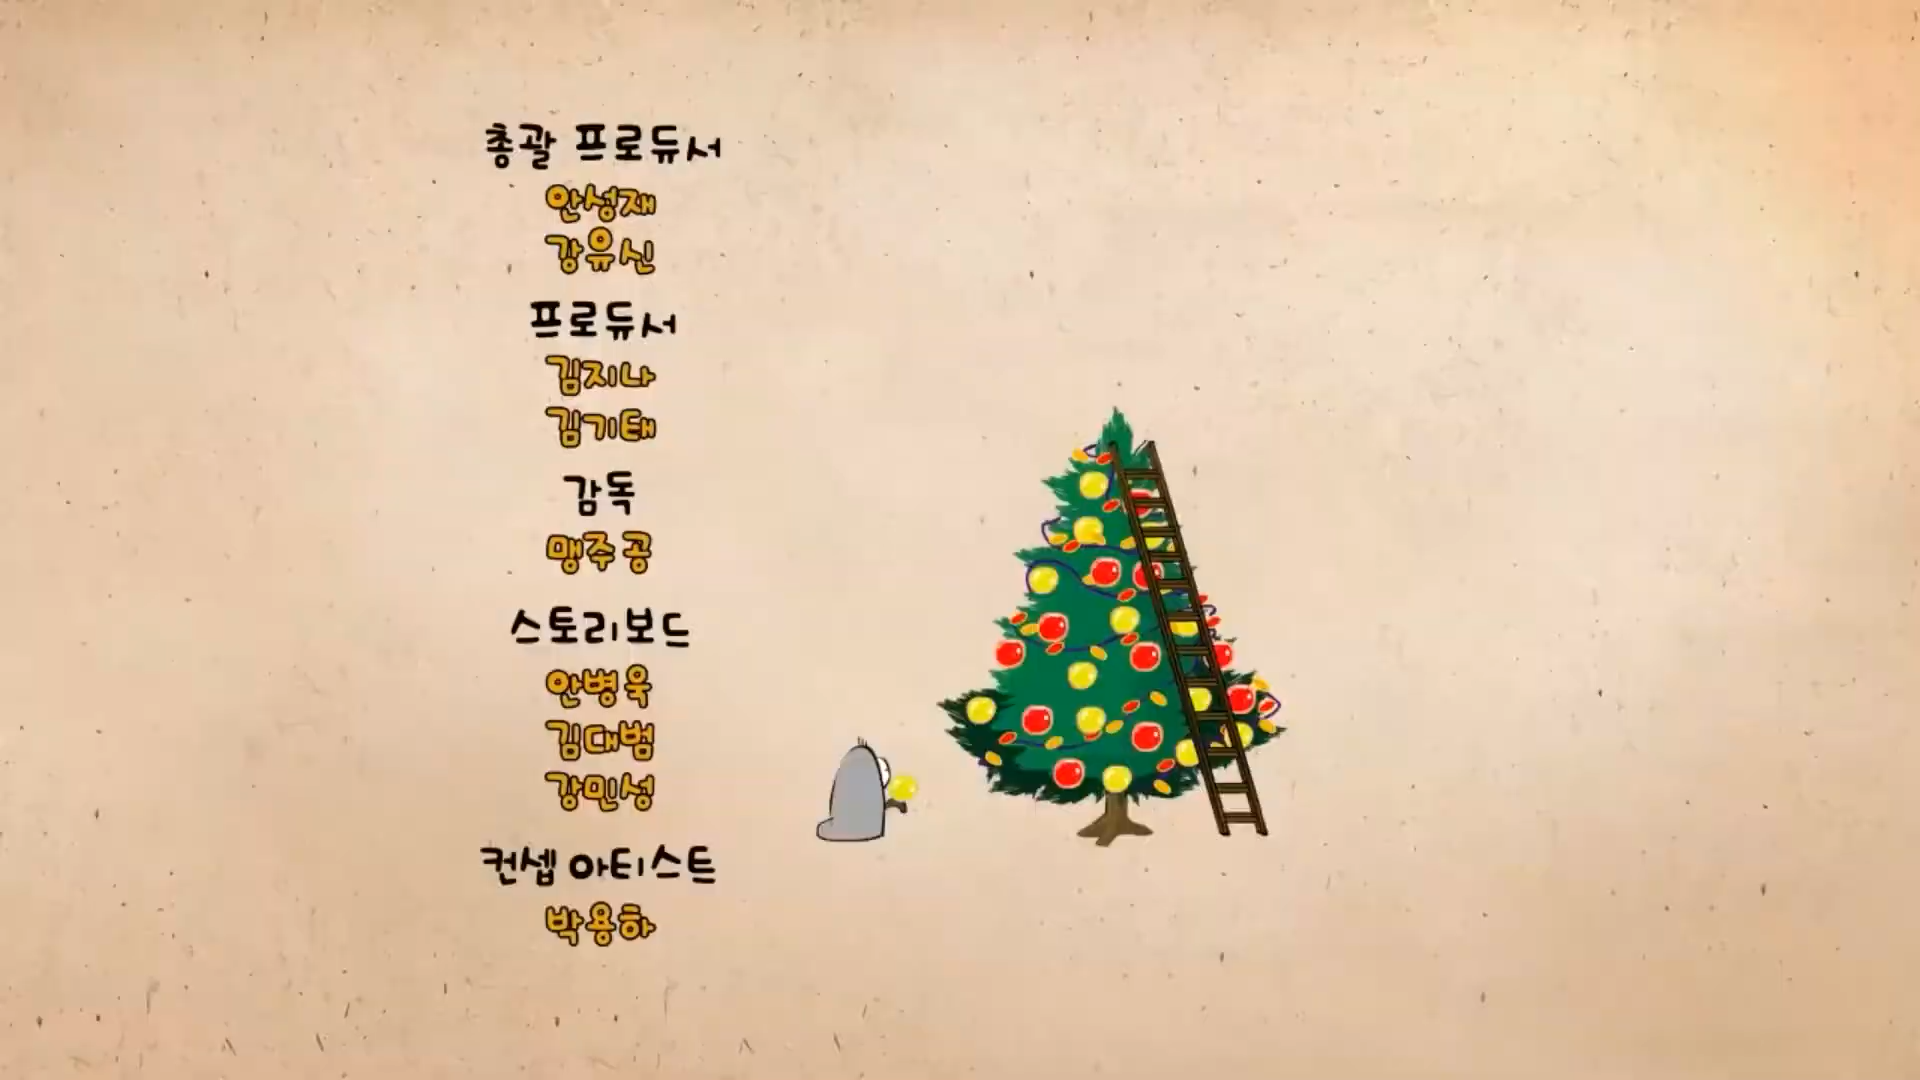 총괄 프로듀서
안성재
강유신
프로듀서
김지나
김기태
감독
맹주공
스토리보드
안병욱
김대범
강민성
컨셉 아티스트
박용하